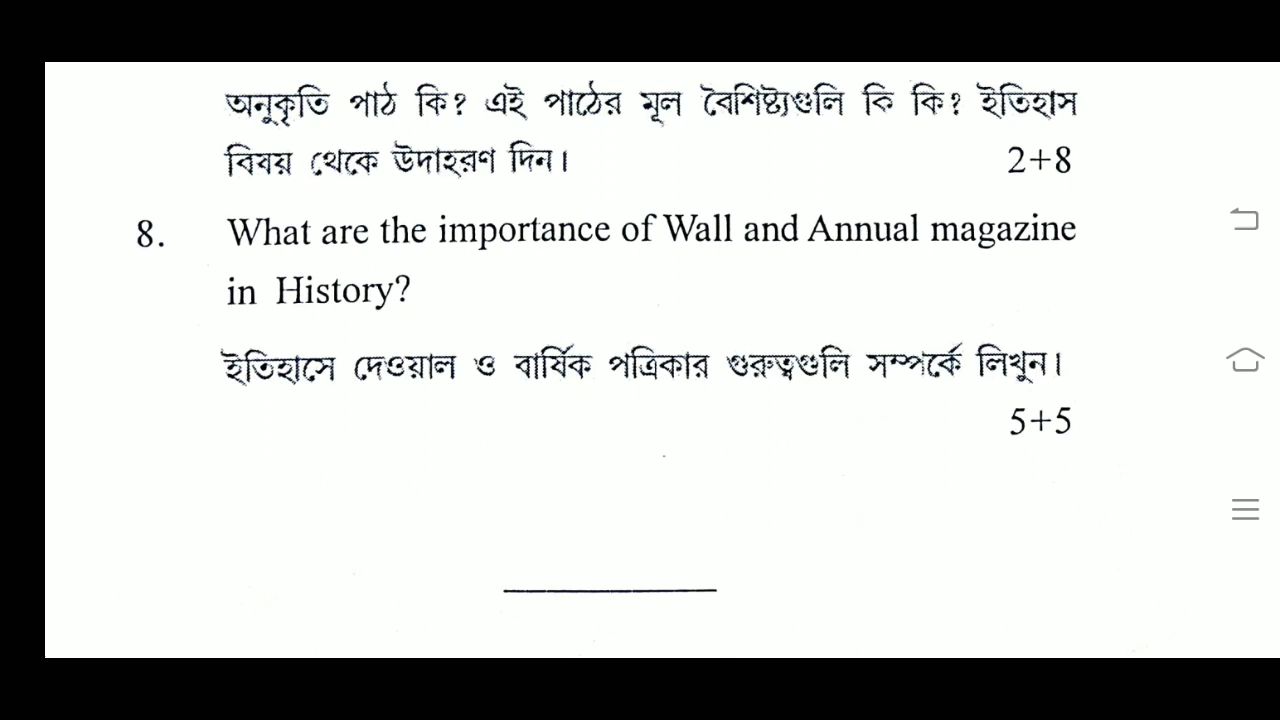 অনুকৃতি পাঠ কি? এই পাঠের মূল বৈশিষ্ট্যগুলি কি কি? ইতিহাস
বিষয় থেকে উদাহরণ দিন। 2+8
8. What are the importance of Wall and Annual magazine
in History?
ইতিহাসে দেওয়াল ও বার্ষিক পত্রিকার গুরুত্বগুলি সম্পর্কে লিখুন।
5+5